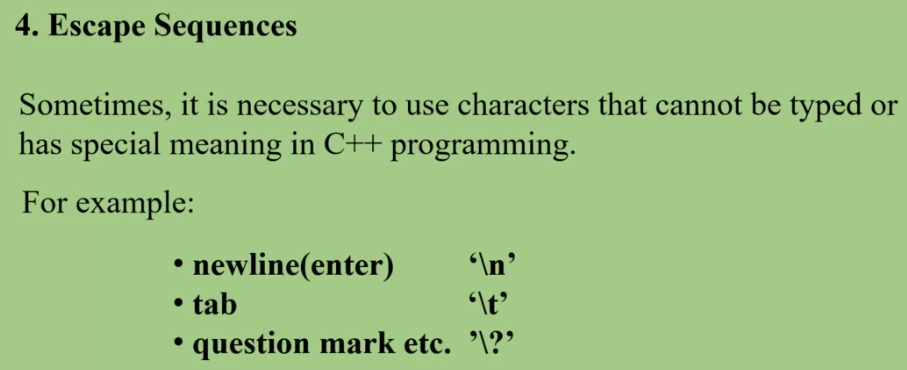 4. Escape Sequences
Sometimes, it is necessary to use characters that cannot be typed or
has special meaning in C++ programming.
For example:
• newline(enter) ‘\n’
• tab ‘\t’
• question mark etc. ’\?’